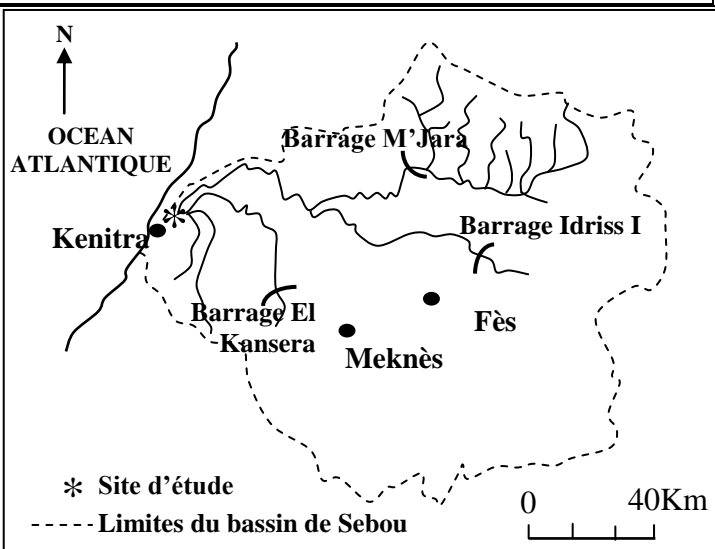 N
OCEAN
ATLANTIQUE
Barrage M'Jara
Barrage Idriss I
Kenitra
Barrage El
Kansera
Fès
Meknès
Site d'étude
Limites du bassin de Sebou
0 40Km